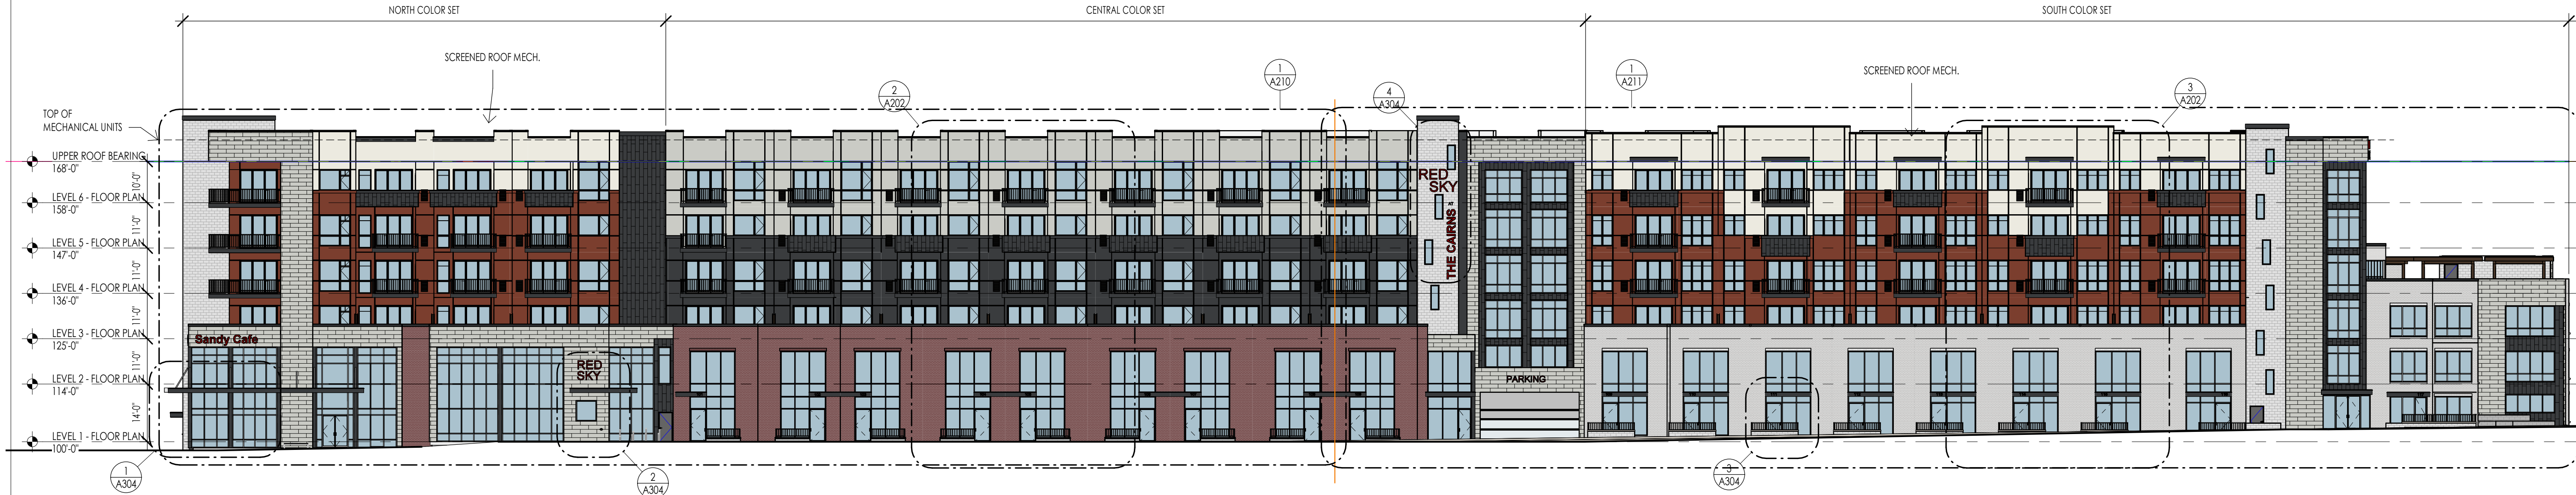 NORTH COLOR SET
CENTRAL COLOR SET
SOUTH COLOR SET
SCREENED ROOF MECH.
SCREENED ROOF MECH.
1
A210
1
A211
2
A202
4
A304
3
A202
TOP OF
MECHANICAL UNITS
UPPER ROOF BEARING
168'-0"
10'-0"
LEVEL 6 - FLOOR PLAN
158'-0"
11'-0"
LEVEL 5 - FLOOR PLAN
147'-0"
11'-0"
LEVEL 4 - FLOOR PLAN
136'-0"
11'-0"
LEVEL 3 - FLOOR PLAN
125'-0"
11'-0"
LEVEL 2 - FLOOR PLAN
114'-0"
14'-0"
LEVEL 1 - FLOOR PLAN
100'-0"
RED
SKY
THE CAIRNS
Sandy Cafe
RED
SKY
PARKING
1
A304
2
A304
3
A304